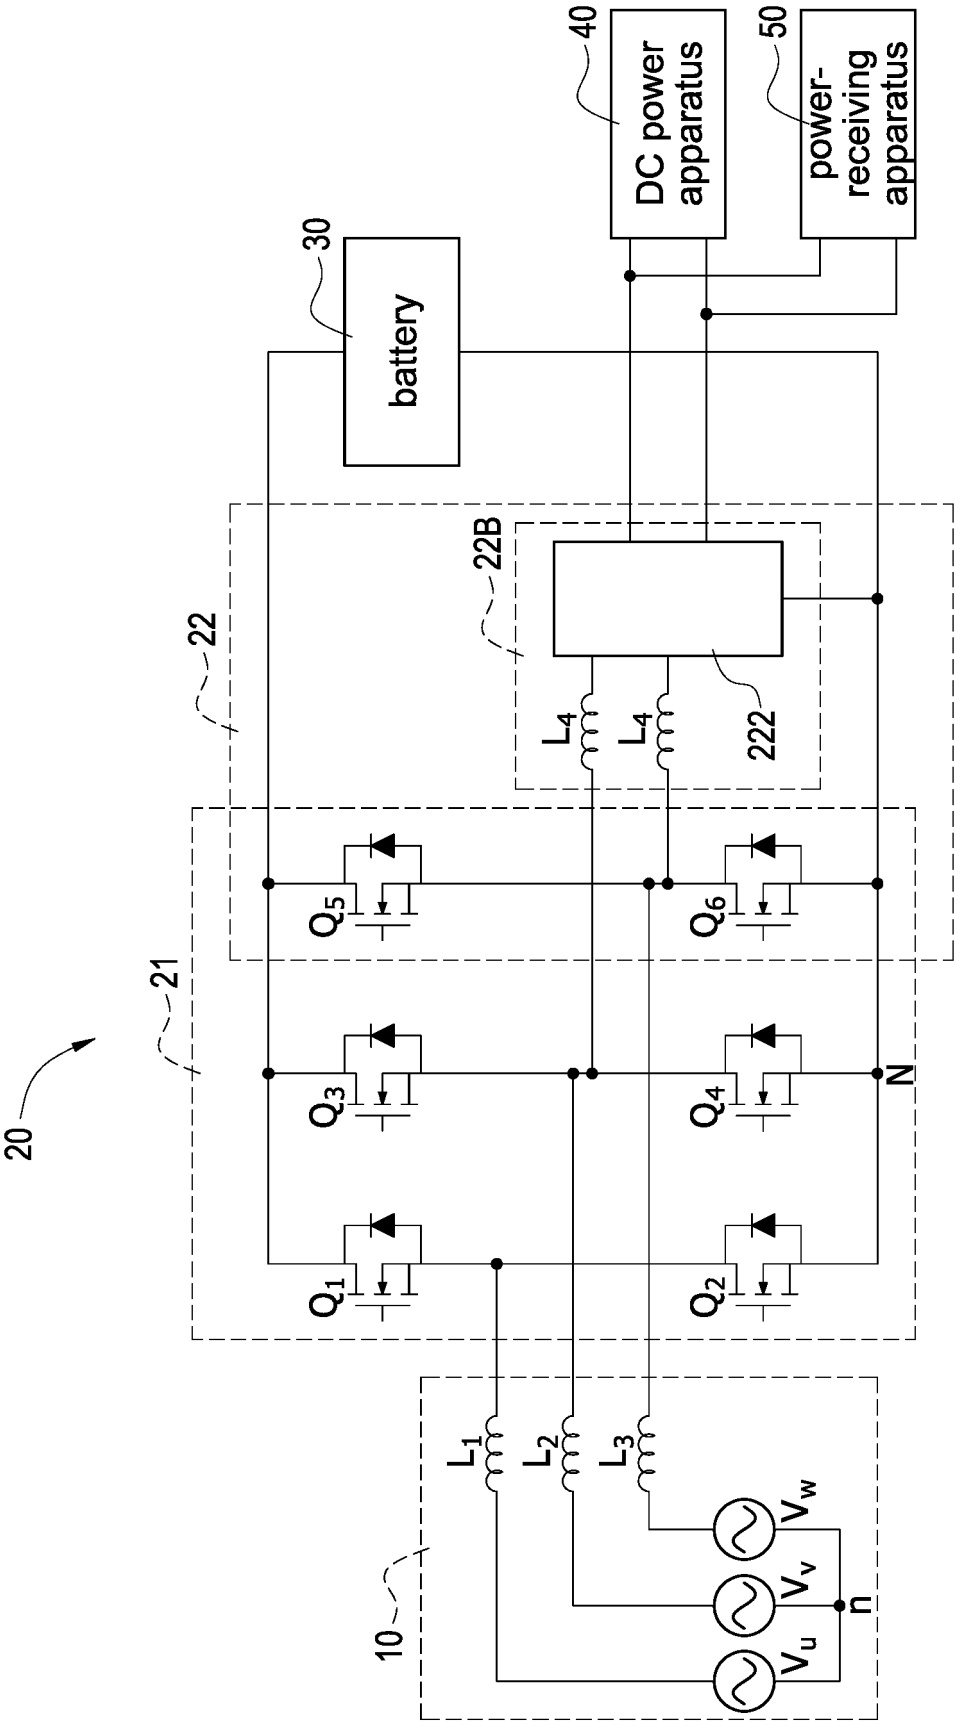 20
21
22
22B
10
L1
L2
L3
Vu
Vv
Vw
n
Q1
Q3
Q5
Q2
Q4
Q6
N
L4
L4
222
battery
30
DC power
apparatus
40
power-
receiving
apparatus
50